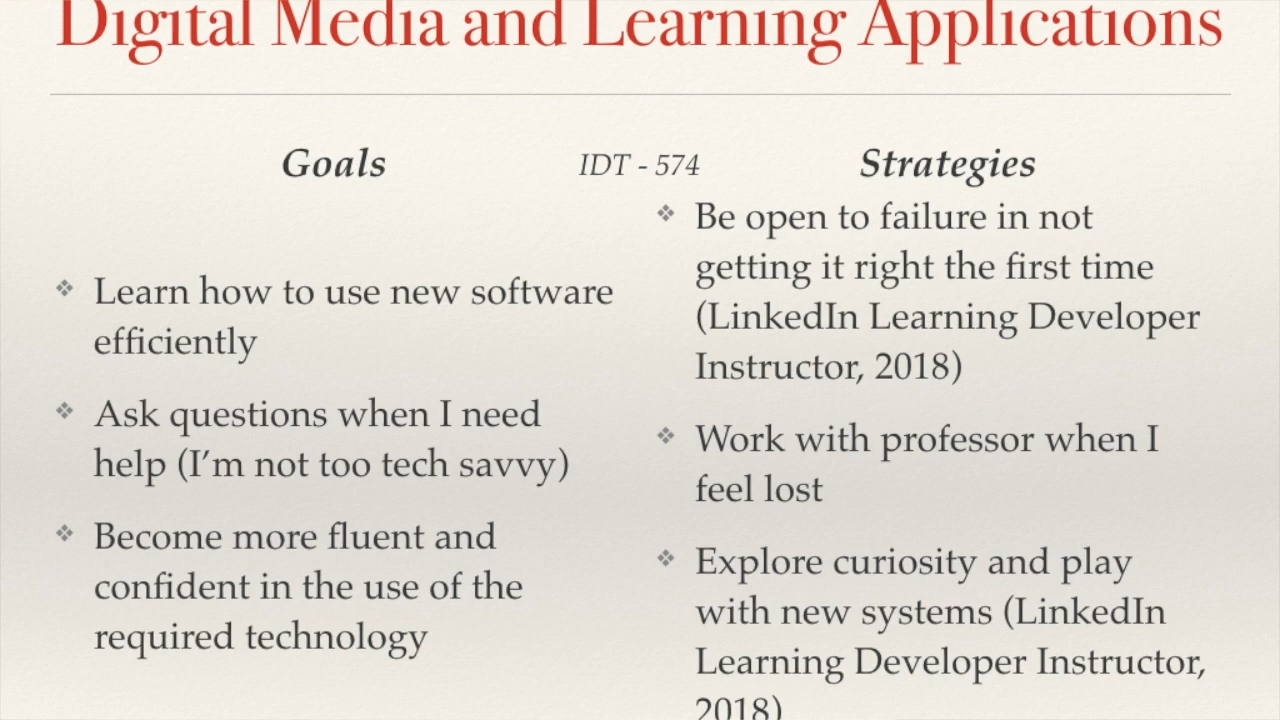 Digital Media and Learning Applications
Goals
IDT - 574
Strategies
❖ Learn how to use new software
efficiently
❖ Ask questions when I need
help (I’m not too tech savvy)
❖ Become more fluent and
confident in the use of the
required technology
❖ Be open to failure in not
getting it right the first time
(LinkedIn Learning Developer
Instructor, 2018)
❖ Work with professor when I
feel lost
❖ Explore curiosity and play
with new systems (LinkedIn
Learning Developer Instructor,
2018)